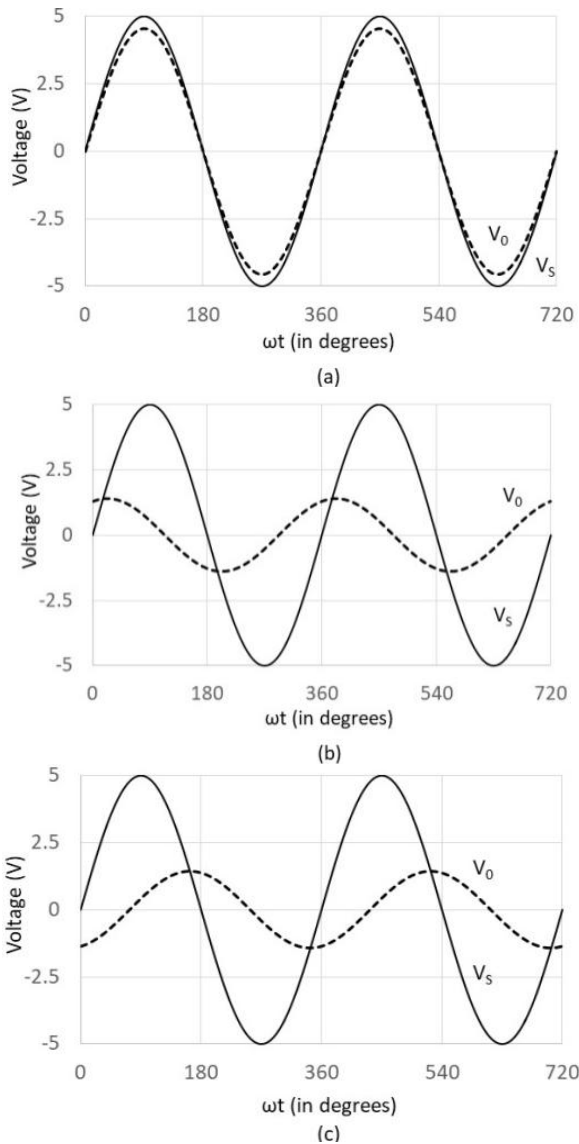 5
2.5
0
-2.5
-5
Voltage (V)
V0
VS
0 180 360 540 720
ωt (in degrees)
(a)
5
2.5
0
-2.5
-5
Voltage (V)
V0
VS
0 180 360 540 720
ωt (in degrees)
(b)
5
2.5
0
-2.5
-5
Voltage (V)
V0
VS
0 180 360 540 720
ωt (in degrees)
(c)